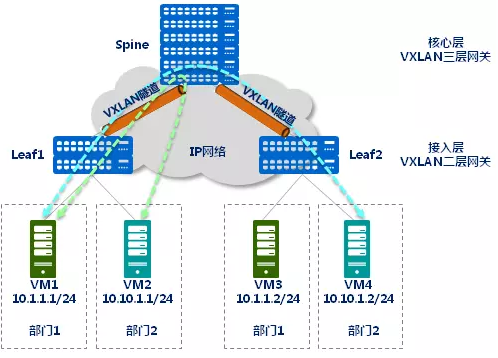 Spine
核心层
VXLAN三层网关
VXLAN隧道
VXLAN隧道
Leaf1
IP网络
Leaf2
接入层
VXLAN二层网关
VM1
10.1.1.1/24
部门1
VM2
10.10.1.1/24
部门2
VM3
10.1.1.2/24
部门1
VM4
10.10.1.2/24
部门2